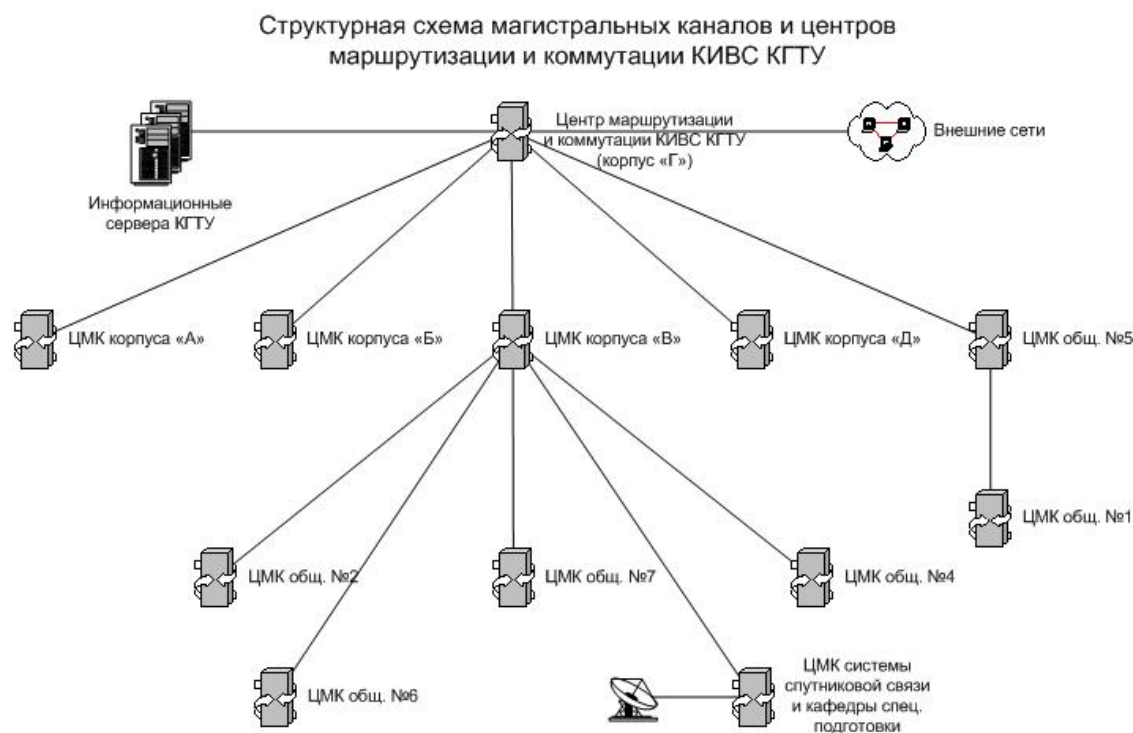 Структурная схема магистральных каналов и центров
маршрутизации и коммутации КИВС КГТУ
Центр маршрутизации
и коммутации КИВС КГТУ
(корпус «Г»)
Внешние сети
Информационные
сервера КГТУ
ЦМК корпуса «А»
ЦМК корпуса «Б»
ЦМК корпуса «В»
ЦМК корпуса «Д»
ЦМК общ. №5
ЦМК общ. №1
ЦМК общ. №2
ЦМК общ. №7
ЦМК общ. №4
ЦМК общ. №6
ЦМК системы
спутниковой связи
и кафедры спец.
подготовки